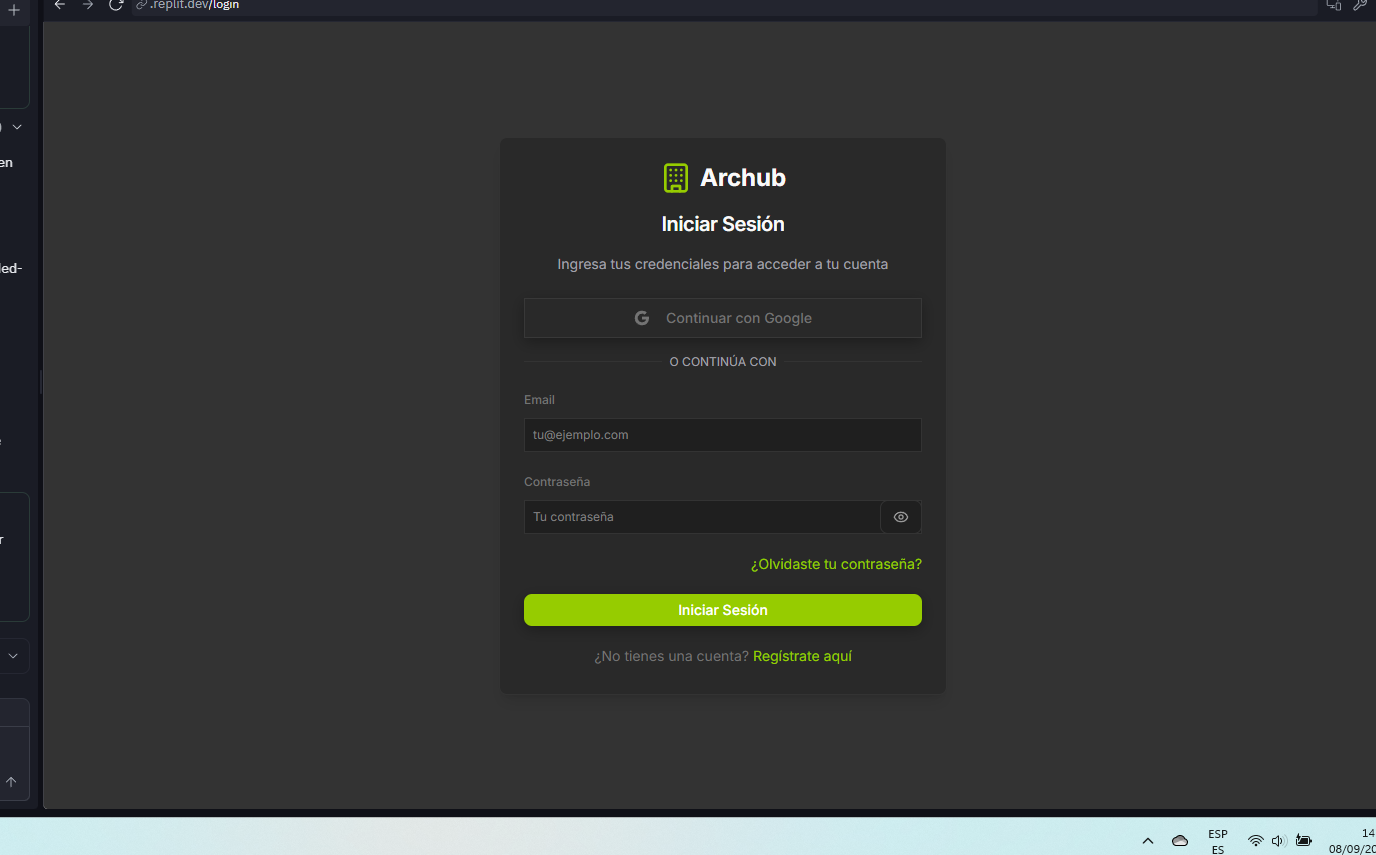 .replit.dev/login
en
led-
r
Archub
Iniciar Sesión
Ingresa tus credenciales para acceder a tu cuenta
G Continuar con Google
O CONTINÚA CON
Email
tu@ejemplo.com
Contraseña
Tu contraseña
¿Olvidaste tu contraseña?
Iniciar Sesión
¿No tienes una cuenta? Regístrate aquí
ESP
ES
14
08/09/20